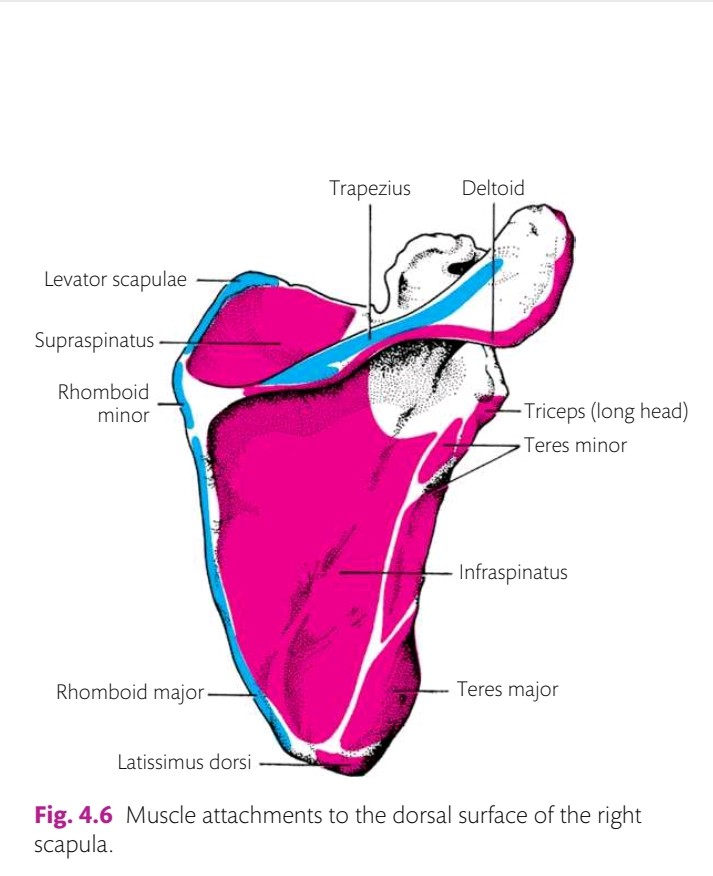 Trapezius
Deltoid
Levator scapulae
Supraspinatus
Rhomboid
minor
Triceps (long head)
Teres minor
Infraspinatus
Rhomboid major
Teres major
Latissimus dorsi
Fig. 4.6 Muscle attachments to the dorsal surface of the right
scapula.